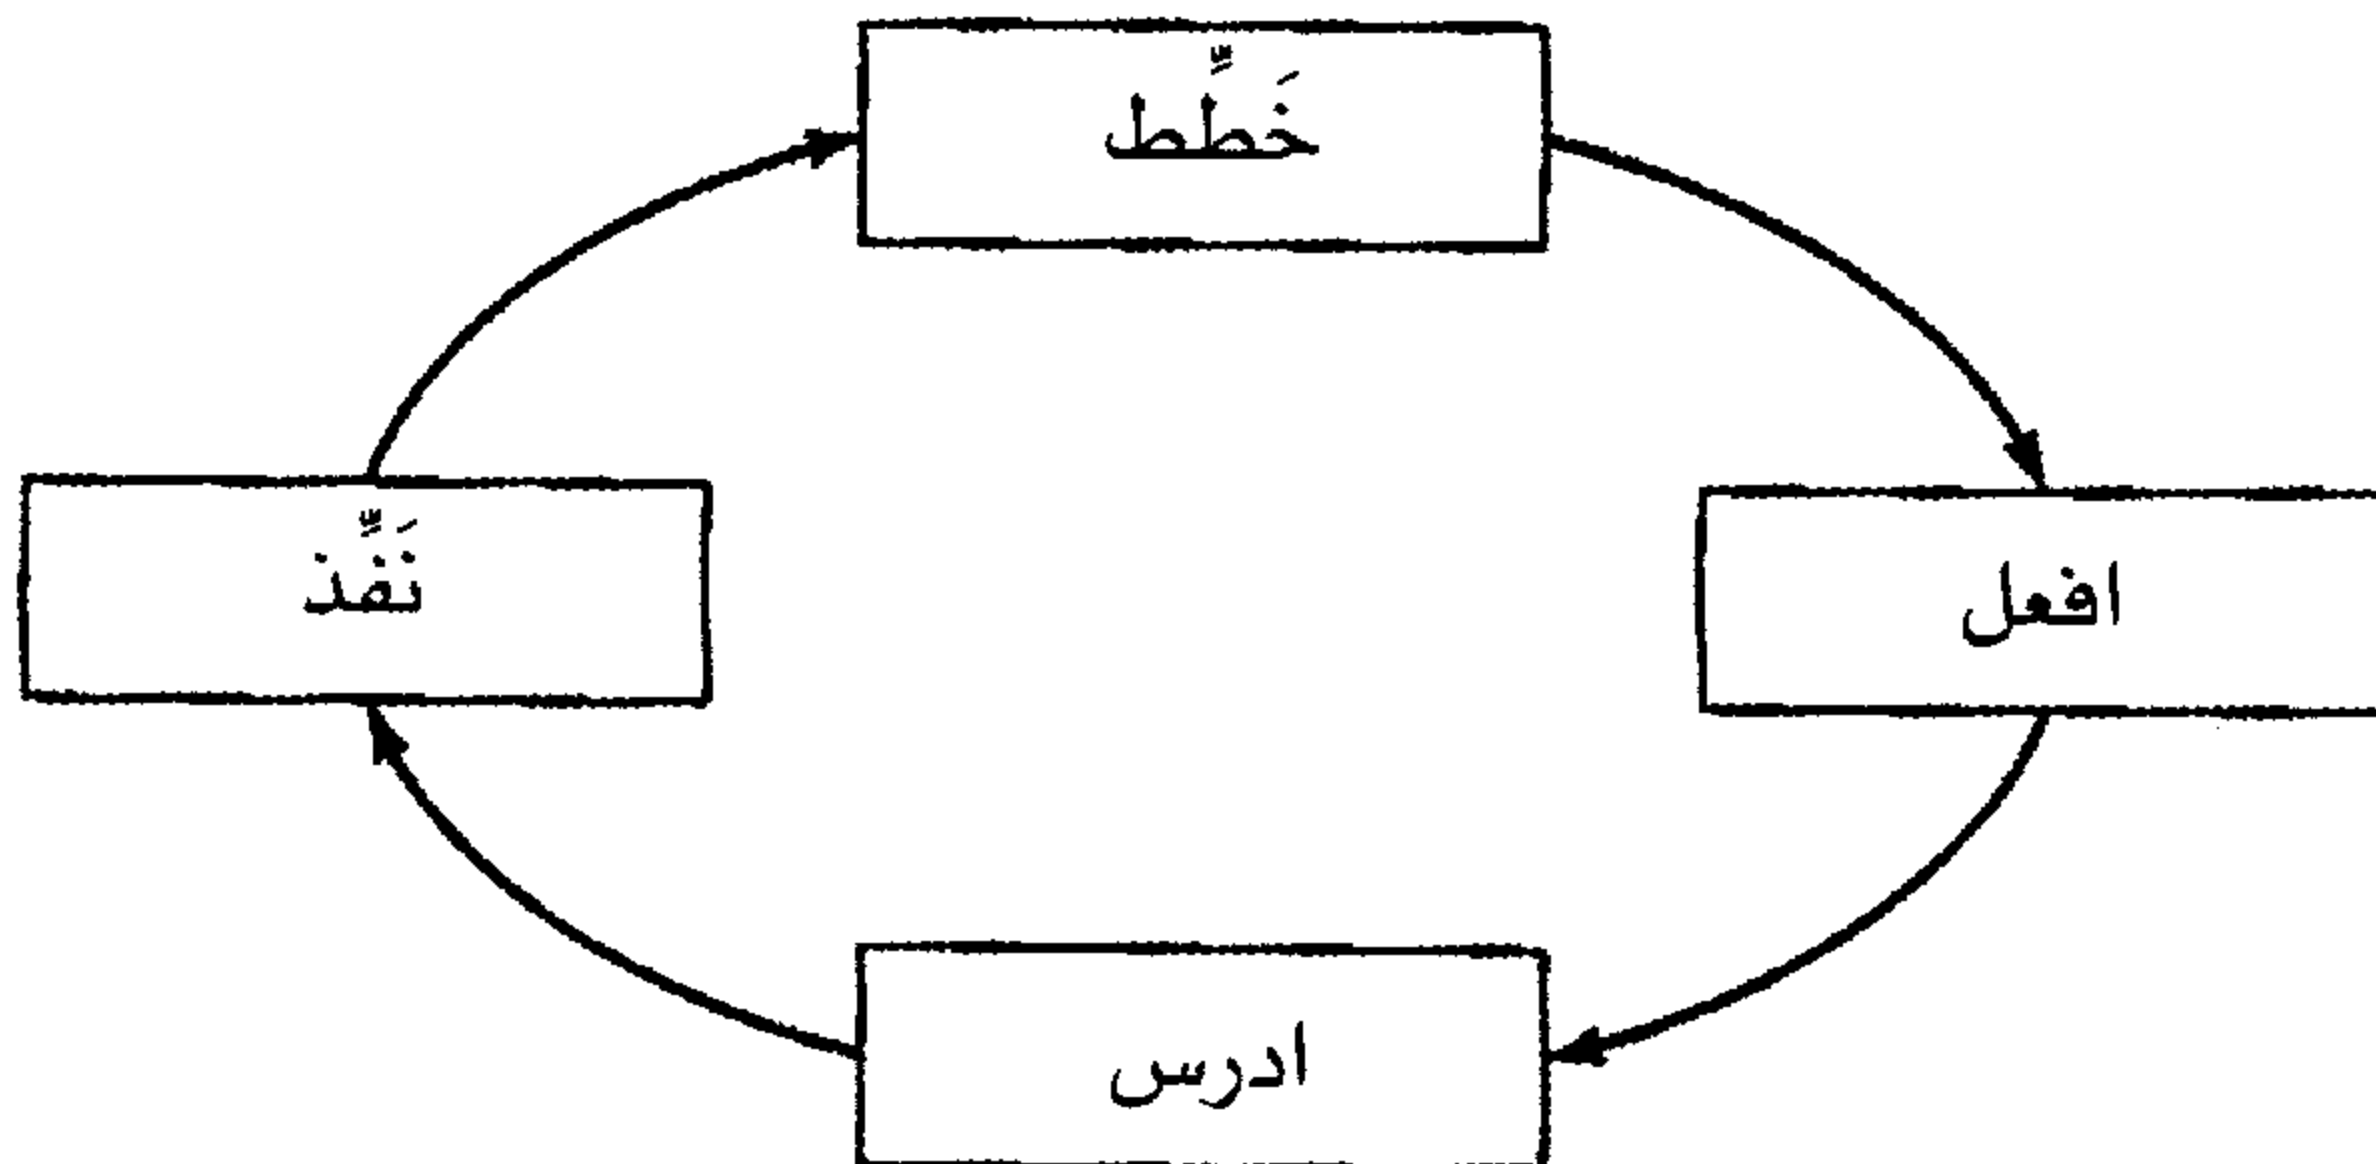 خَطِّط
افعل
نَفِّذ
ادرس